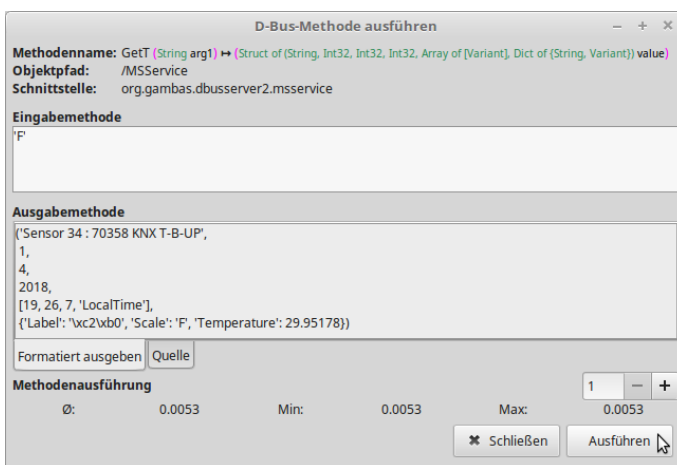 D-Bus-Methode ausführen
Methodenname: GetT (String arg1) ↦ (Struct of (String, Int32, Int32, Int32, Array of [Variant], Dict of {String, Variant}) value)
Objektpfad: /MSService
Schnittstelle: org.gambas.dbusserver2.msservice
Eingabemethode
'F'
Ausgabemethode
('Sensor 34 : 70358 KNX T-B-UP',
1,
4,
2018,
[19, 26, 7, 'LocalTime'],
{'Label': '\xc2\xb0', 'Scale': 'F', 'Temperature': 29.95178})
Formatiert ausgeben Quelle
Methodenausführung 1 − +
Ø: 0.0053 Min: 0.0053 Max: 0.0053
Schließen Ausführen